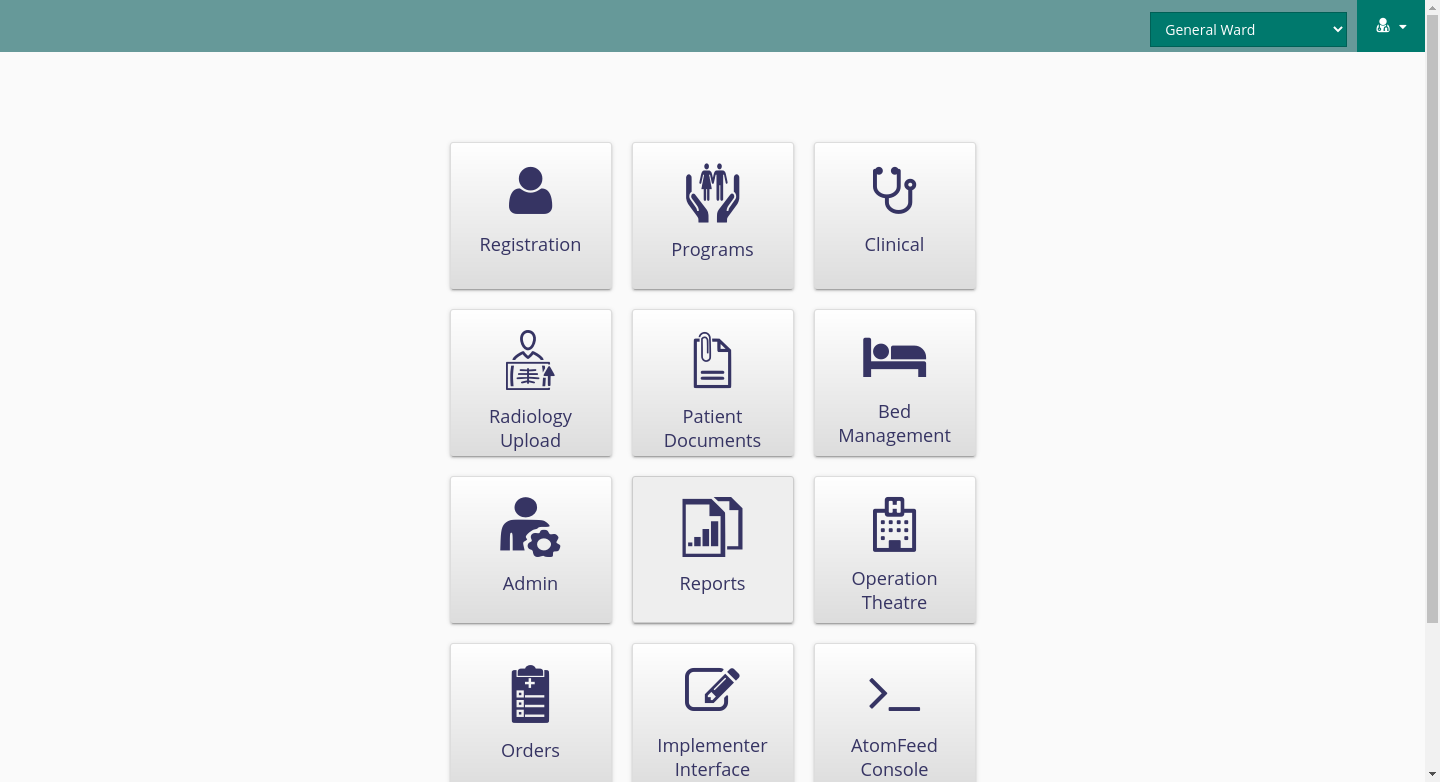 General Ward
Registration
Programs
Clinical
Radiology
Upload
Patient
Documents
Bed
Management
Admin
Reports
Operation
Theatre
Orders
Implementer
Interface
AtomFeed
Console